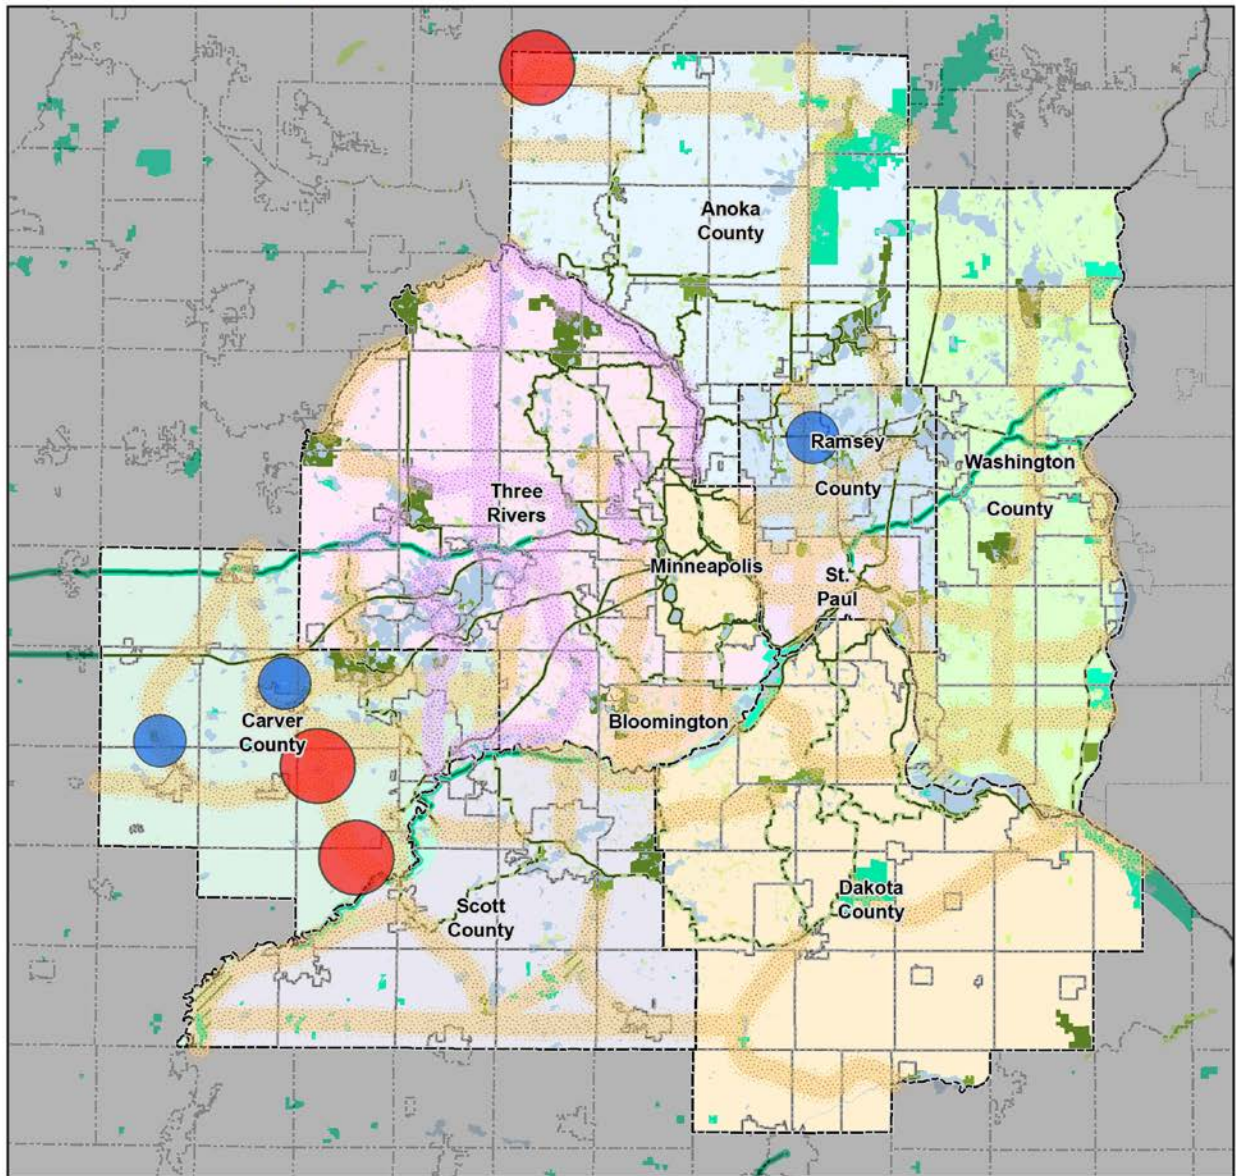 Anoka
County
Ramsey
County
Washington
County
Three
Rivers
Minneapolis
St.
Paul
Bloomington
Carver
County
Dakota
County
Scott
County